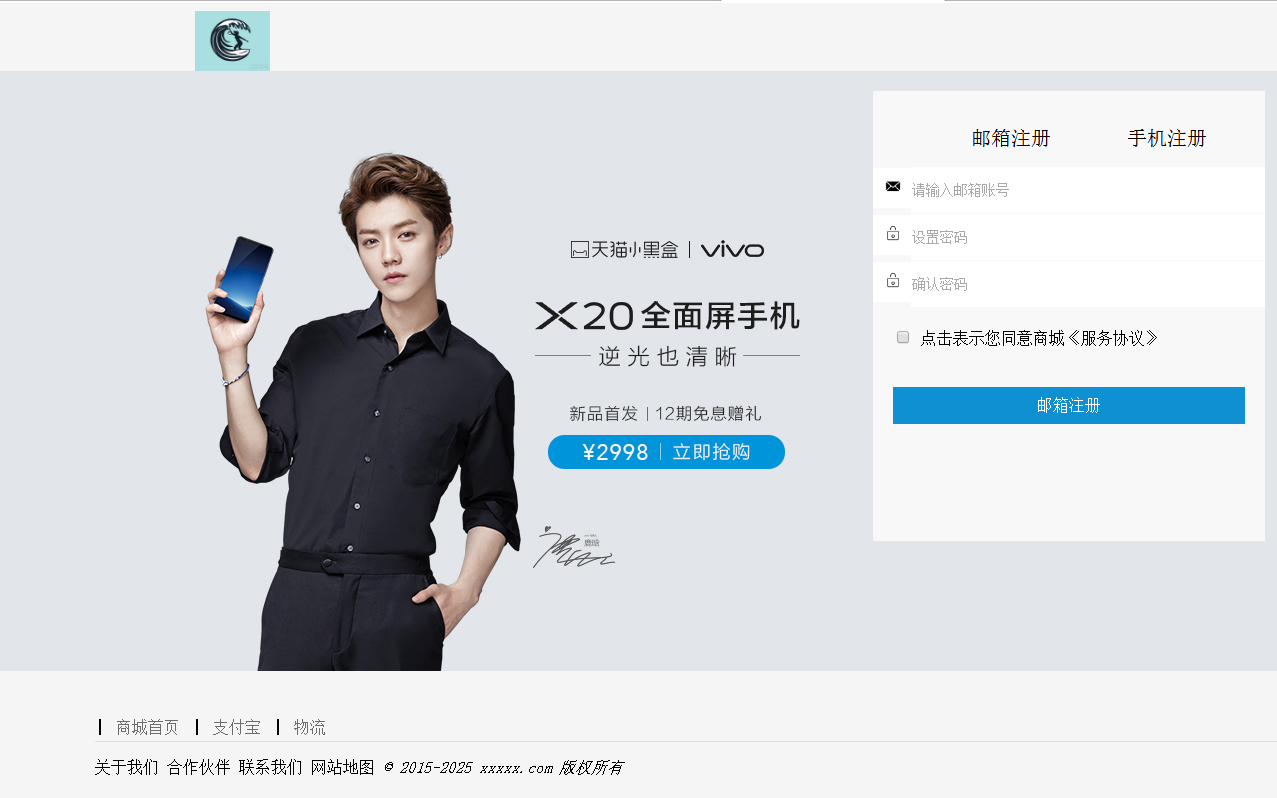 邮箱注册 手机注册
请输入邮箱账号
设置密码
确认密码
点击表示您同意商城《服务协议》
邮箱注册
天猫小黑盒 | vivo
X20 全面屏手机
逆光也清晰
新品首发 | 12期免息赠礼
¥2998 | 立即抢购
鹿晗
商城首页 支付宝 物流
关于我们 合作伙伴 联系我们 网站地图 © 2015-2025 xxxxx.com 版权所有